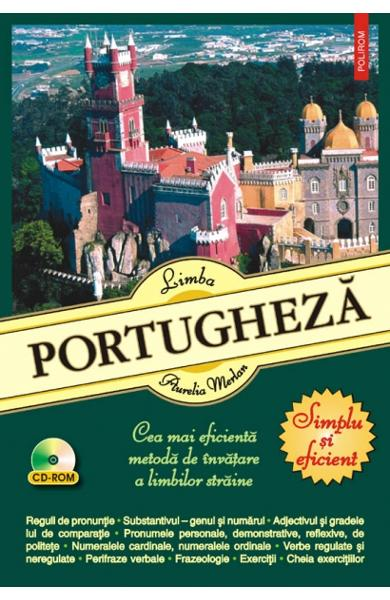 POLIROM
Limba
PORTUGHEZĂ
Aurelia Merlan
Cea mai eficientă
metodă de învățare
a limbilor străine
Simplu
și
eficient
CD-ROM
Reguli de pronunție • Substantivul – genul și numărul • Adjectivul și gradele
lui de comparație • Pronumele personale, demonstrative, reflexive, de
politețe • Numeralele cardinale, numeralele ordinale • Verbe regulate și
neregulate • Perifraze verbale • Frazeologie • Exerciții • Cheia exercițiilor